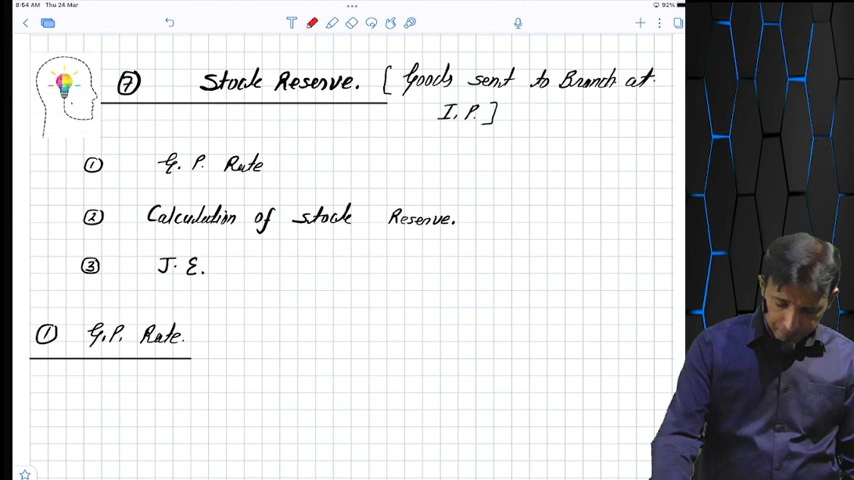 8:54 AM Thu 24 Mar
92%
7 Stock Reserve. [ Goods sent to Branch at
I. P. ]
1 G. P. Rate
2 Calculation of stock Reserve.
3 J. E.
1 G.P. Rate.